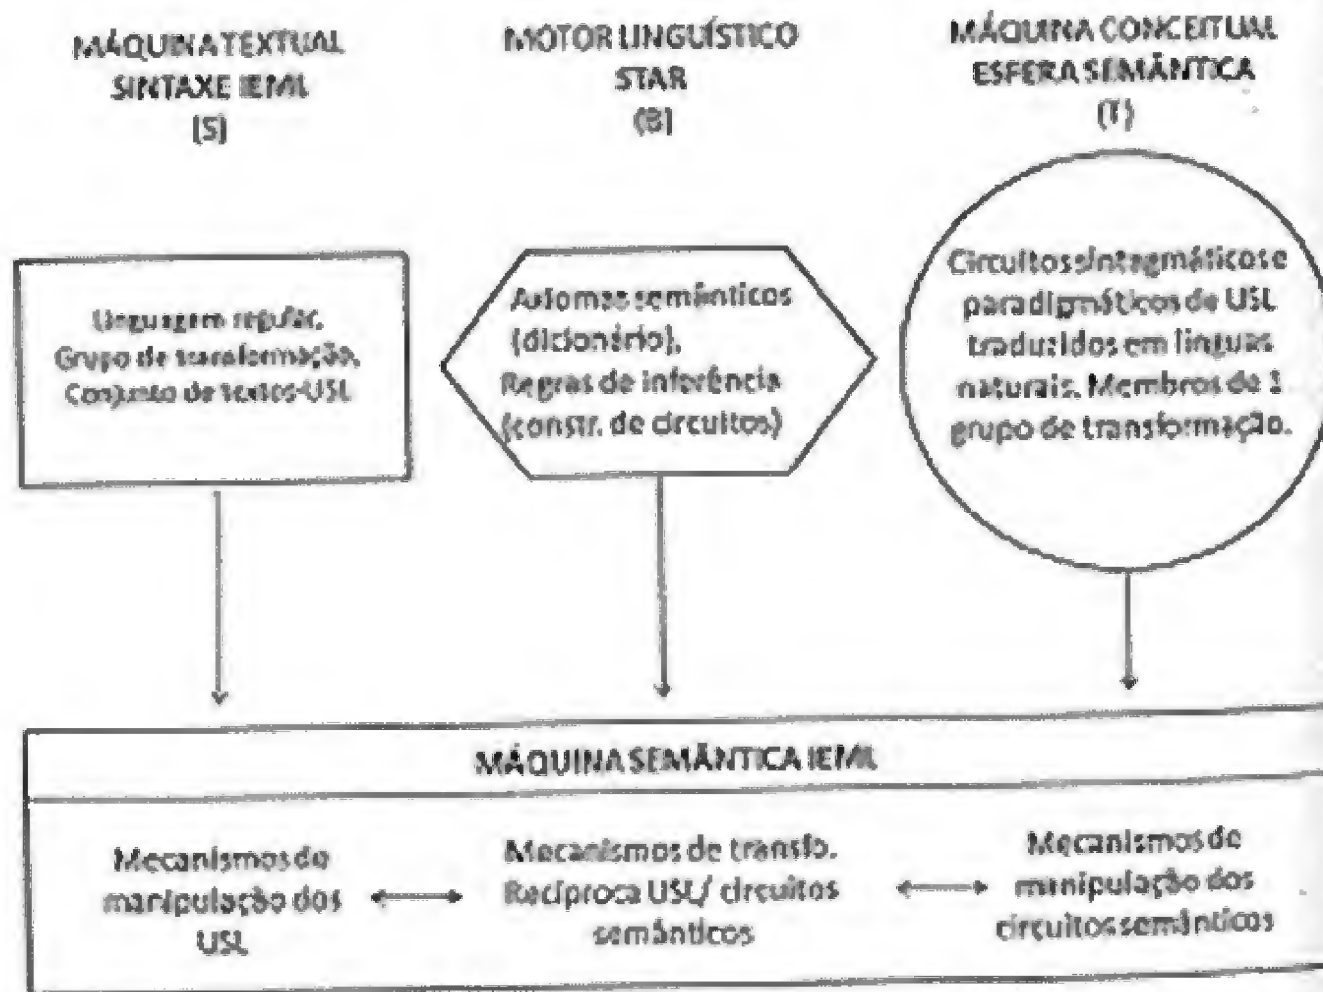 MÁQUINA TEXTUAL
SINTAXE IEML
(S)
MOTOR LINGUÍSTICO
STAR
(B)
MÁQUINA CONCEITUAL
ESFERA SEMÂNTICA
(T)
Linguagem regular,
Grupo de transformação,
Conjunto de textos-USL
Axiomas semânticos
(dicionário),
Regras de inferência
(constr. de circuitos)
Circuitos sintagmáticos e
paradigmáticos de USL
traduzidos em línguas
naturais. Membros de 1
grupo de transformação.
MÁQUINA SEMÂNTICA IEML
Mecanismos de
manipulação dos
USL
Mecanismos de transfo.
Recíproca USL/ circuitos
semânticos
Mecanismos de
manipulação dos
circuitos semânticos